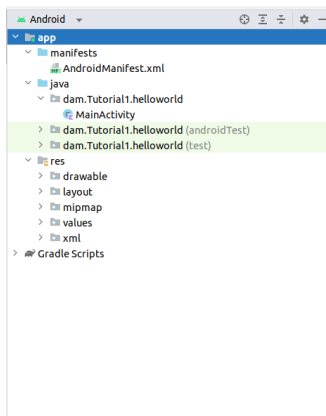 Android
app
manifests
AndroidManifest.xml
java
dam.Tutorial1.helloworld
MainActivity
dam.Tutorial1.helloworld (androidTest)
dam.Tutorial1.helloworld (test)
res
drawable
layout
mipmap
values
xml
Gradle Scripts